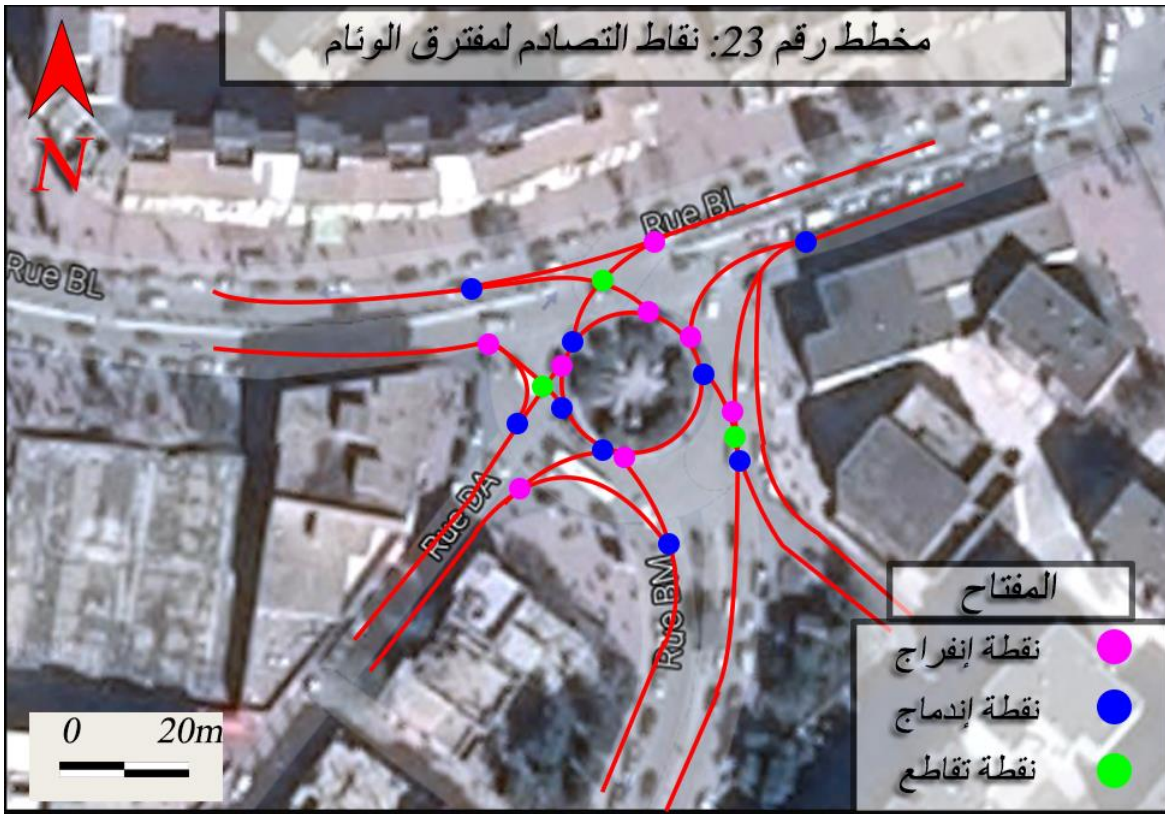 مخطط رقم 23: نقاط التصادم لمفترق الوئام
N
Rue BL
Rue BL
Rue DA
Rue BM
المفتاح
نقطة إنفراج
نقطة إندماج
نقطة تقاطع
0 20m